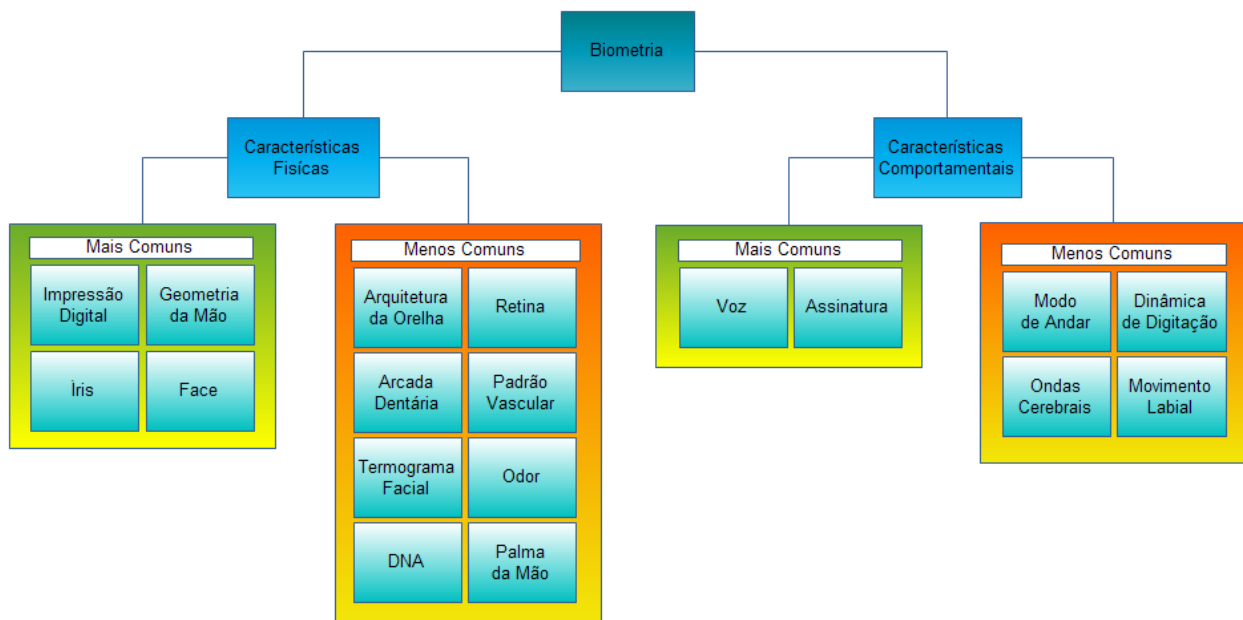 Biometria
Características
Fisícas
Características
Comportamentais
Mais Comuns
Impressão
Digital
Geometria
da Mão
Íris
Face
Menos Comuns
Arquitetura
da Orelha
Retina
Arcada
Dentária
Padrão
Vascular
Termograma
Facial
Odor
DNA
Palma
da Mão
Mais Comuns
Voz
Assinatura
Menos Comuns
Modo
de Andar
Dinâmica
de Digitação
Ondas
Cerebrais
Movimento
Labial